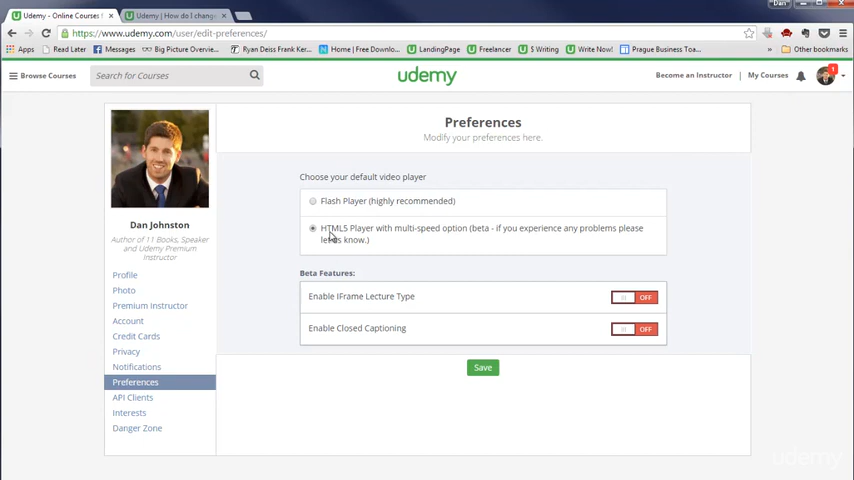 Dan
Udemy - Online Courses
Udemy | How do I change
https://www.udemy.com/user/edit-preferences/
Apps Read Later Messages Big Picture Overview... Ryan Deiss Frank Ker... Home | Free Downlo... LandingPage Freelancer 5 Writing Write Now! Prague Business Toa... » Other bookmarks
Browse Courses Search for Courses udemy Become an Instructor My Courses 1
Preferences
Modify your preferences here.
Choose your default video player
Flash Player (highly recommended)
HTML5 Player with multi-speed option (beta - if you experience any problems please
let us know.)
Beta Features:
Enable IFrame Lecture Type OFF
Enable Closed Captioning OFF
Save
Dan Johnston
Author of 11 Books, Speaker
and Udemy Premium
Instructor
Profile
Photo
Premium Instructor
Account
Credit Cards
Privacy
Notifications
Preferences
API Clients
Interests
Danger Zone
udemy